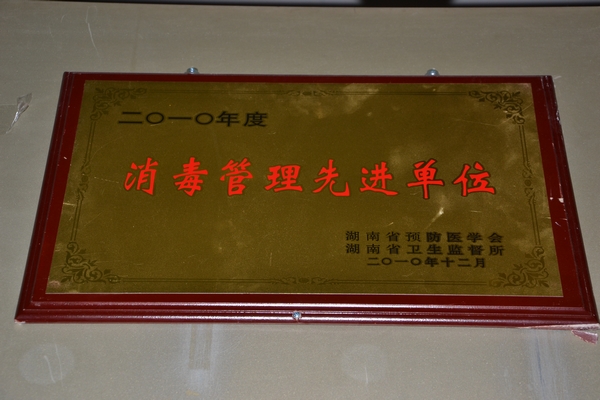 二〇一〇年度
消毒管理先进单位
湖南省预防医学会
湖南省卫生监督所
二〇一〇年十二月